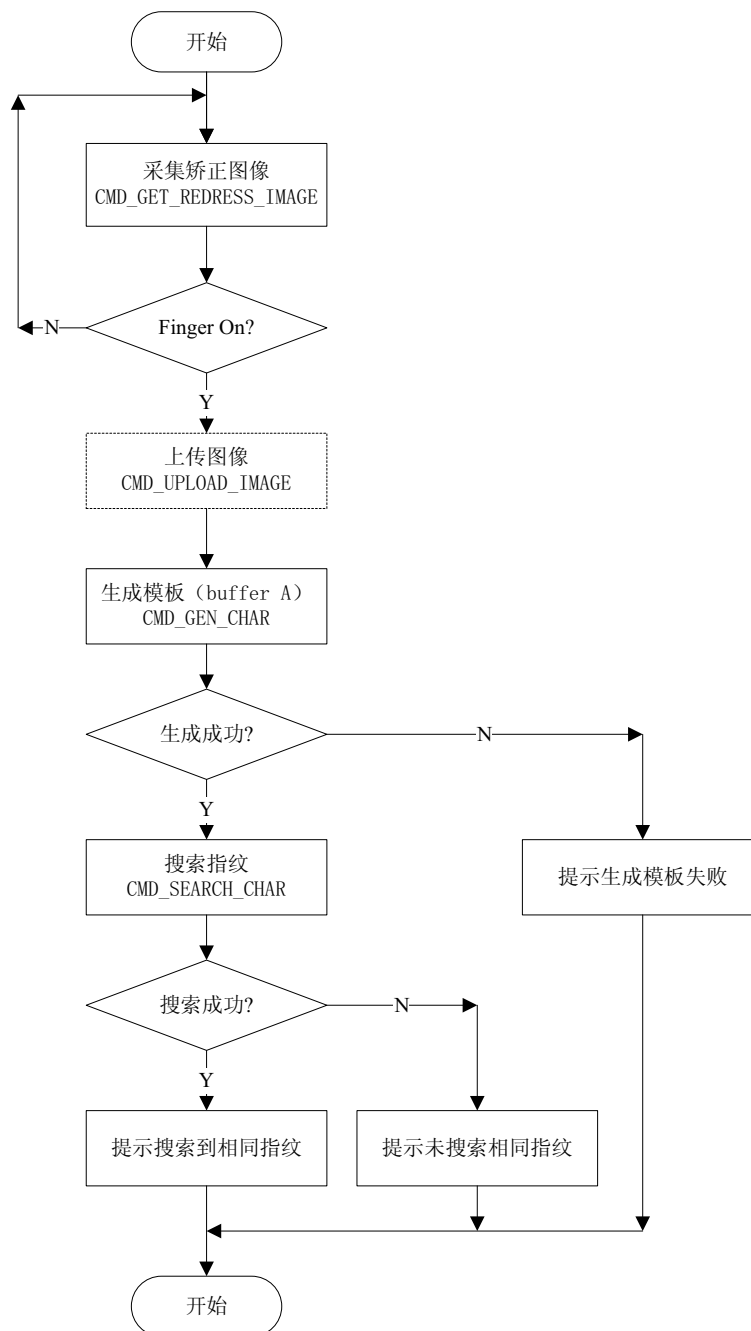 开始
采集矫正图像
CMD_GET_REDRESS_IMAGE
Finger On?
N
Y
上传图像
CMD_UPLOAD_IMAGE
生成模板（buffer A）
CMD_GEN_CHAR
生成成功?
N
Y
搜索指纹
CMD_SEARCH_CHAR
提示生成模板失败
搜索成功?
N
Y
提示搜索到相同指纹
提示未搜索相同指纹
开始